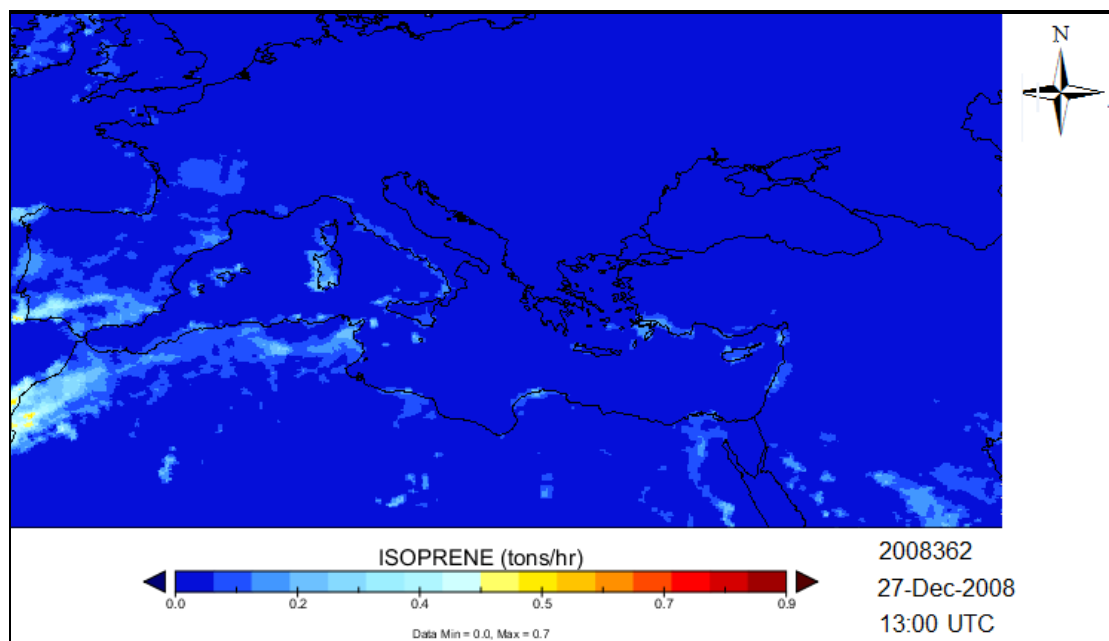 N
ISOPRENE (tons/hr)
0.0 0.2 0.4 0.5 0.7 0.9
Data Min = 0.0, Max = 0.7
2008362
27-Dec-2008
13:00 UTC